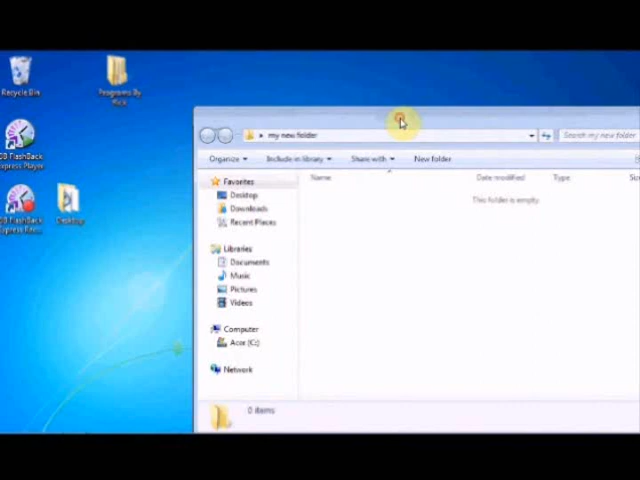 Recycle Bin
Programs By
Rick
BB FlashBack
Express Player
BB FlashBack
Express Reco...
Desktop
my new folder
Search my new folder
Organize
Include in library
Share with
New folder
Name
Date modified
Type
This folder is empty.
Favorites
Desktop
Downloads
Recent Places
Libraries
Documents
Music
Pictures
Videos
Computer
Acer (C:)
Network
0 items